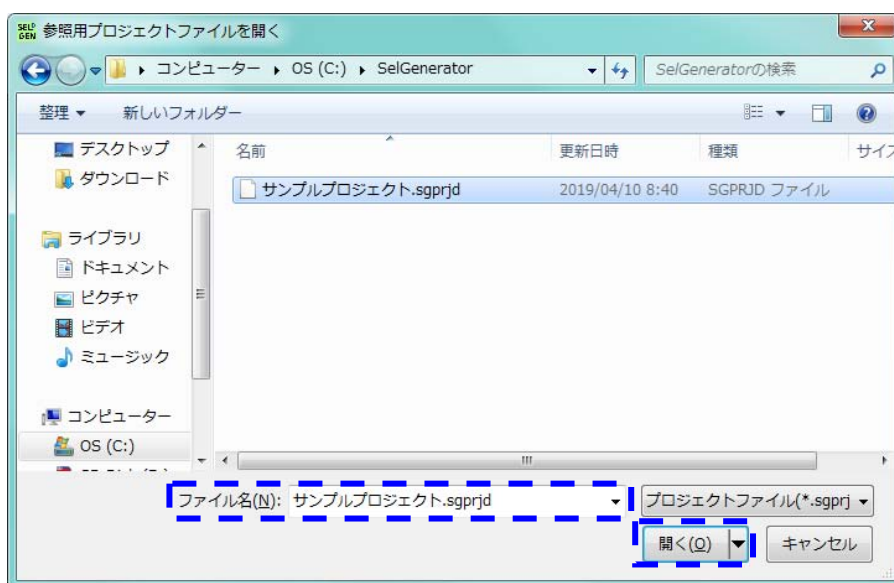 SEL GEN 参照用プロジェクトファイルを開く
コンピューター ▸ OS (C:) ▸ SelGenerator SelGeneratorの検索
整理 新しいフォルダー
名前 更新日時 種類 サイズ
デスクトップ
ダウンロード
サンプルプロジェクト.sgprjd 2019/04/10 8:40 SGPRJD ファイル
ライブラリ
ドキュメント
ピクチャ
ビデオ
ミュージック
コンピューター
OS (C:)
ファイル名(N): サンプルプロジェクト.sgprjd プロジェクトファイル(*.sgprj
開く(O) キャンセル